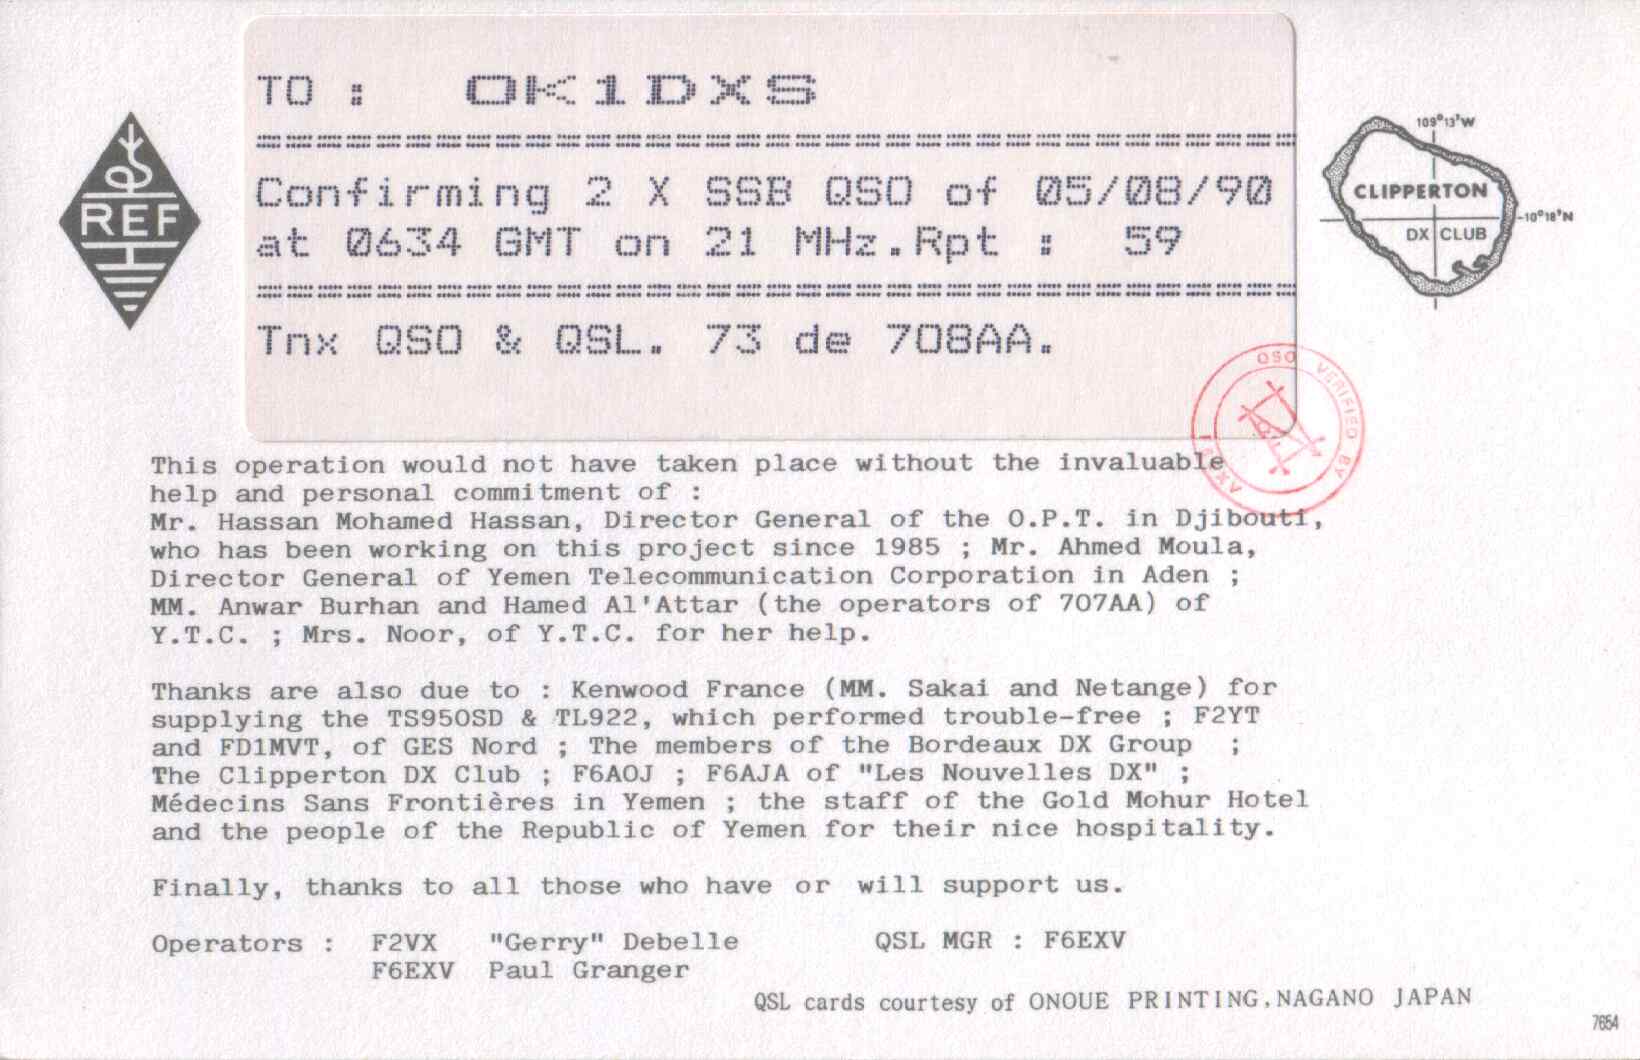 TO : OK1DXS
Confirming 2 X SSB QSO of 05/08/90
at 0634 GMT on 21 MHz.Rpt : 59
Tnx QSO & QSL. 73 de 7O8AA.
REF
109°13'W
CLIPPERTON
10°18'N
DX CLUB
QSO VERIFIED BY
This operation would not have taken place without the invaluable
help and personal commitment of :
Mr. Hassan Mohamed Hassan, Director General of the O.P.T. in Djibouti,
who has been working on this project since 1985 ; Mr. Ahmed Moula,
Director General of Yemen Telecommunication Corporation in Aden ;
MM. Anwar Burhan and Hamed Al'Attar (the operators of 7O7AA) of
Y.T.C. ; Mrs. Noor, of Y.T.C. for her help.
Thanks are also due to : Kenwood France (MM. Sakai and Netange) for
supplying the TS950SD & TL922, which performed trouble-free ; F2YT
and FD1MVT, of GES Nord ; The members of the Bordeaux DX Group ;
The Clipperton DX Club ; F6AOJ ; F6AJA of "Les Nouvelles DX" ;
Médecins Sans Frontières in Yemen ; the staff of the Gold Mohur Hotel
and the people of the Republic of Yemen for their nice hospitality.
Finally, thanks to all those who have or will support us.
Operators : F2VX "Gerry" Debelle QSL MGR : F6EXV
F6EXV Paul Granger
QSL cards courtesy of ONOUE PRINTING,NAGANO JAPAN
7654